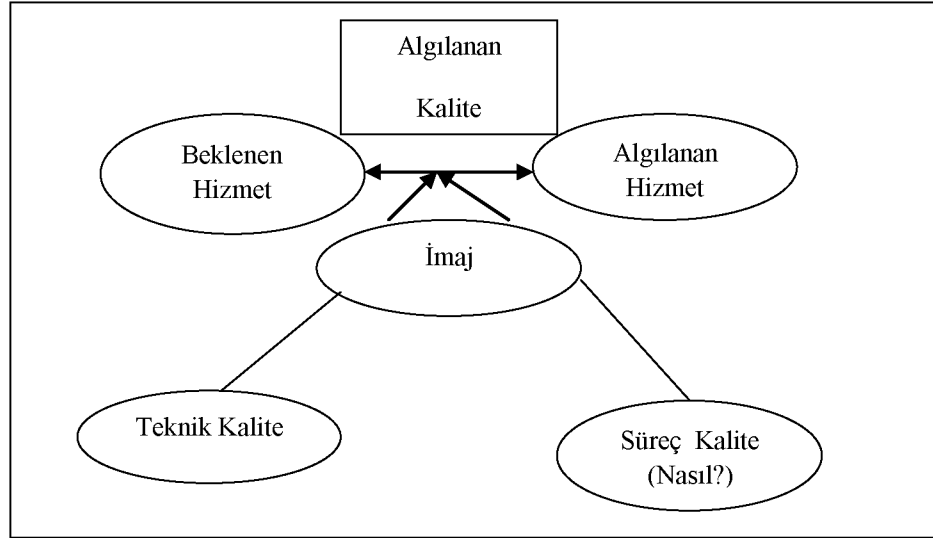 Algılanan
Kalite
Beklenen
Hizmet
Algılanan
Hizmet
İmaj
Teknik Kalite
Süreç  Kalite
(Nasıl?)